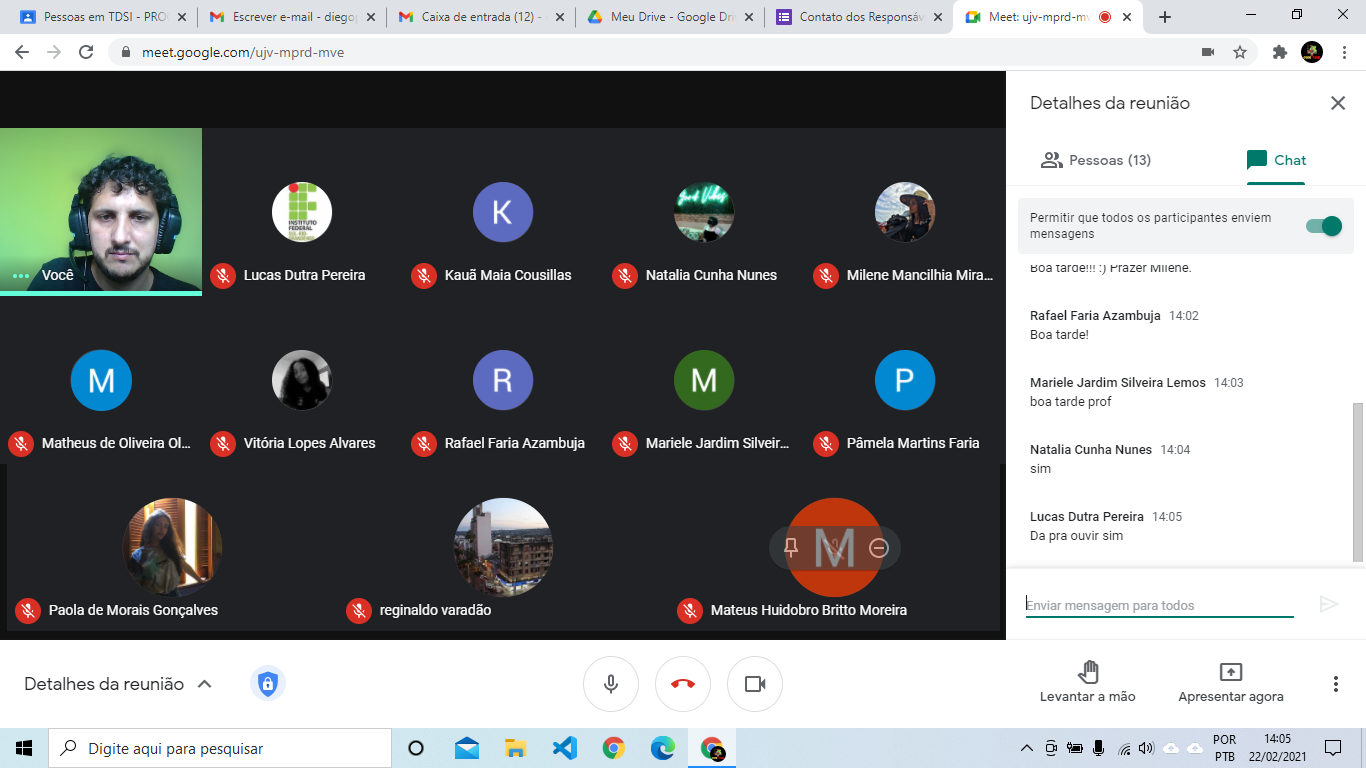 Pessoas em TDSI - PRO
Escrever e-mail - diegop
Caixa de entrada (12) -
Meu Drive - Google Dri
Contato dos Responsáv
Meet: ujv-mprd-mv
meet.google.com/ujv-mprd-mve
Detalhes da reunião
Pessoas (13)
Chat
Permitir que todos os participantes enviem
mensagens
Boa tarde!!! :) Prazer Milene.
Rafael Faria Azambuja 14:02
Boa tarde!
Mariele Jardim Silveira Lemos 14:03
boa tarde prof
Natalia Cunha Nunes 14:04
sim
Lucas Dutra Pereira 14:05
Da pra ouvir sim
Enviar mensagem para todos
Você
INSTITUTO
FEDERAL
Lucas Dutra Pereira
K
Kauã Maia Cousillas
Natalia Cunha Nunes
Milene Mancilhia Mira...
M
Matheus de Oliveira Ol...
Vitória Lopes Alvares
R
Rafael Faria Azambuja
M
Mariele Jardim Silveir...
P
Pâmela Martins Faria
Paola de Morais Gonçalves
reginaldo varadão
M
Mateus Huidobro Britto Moreira
Detalhes da reunião
Levantar a mão
Apresentar agora
Digite aqui para pesquisar
POR
PTB
14:05
22/02/2021